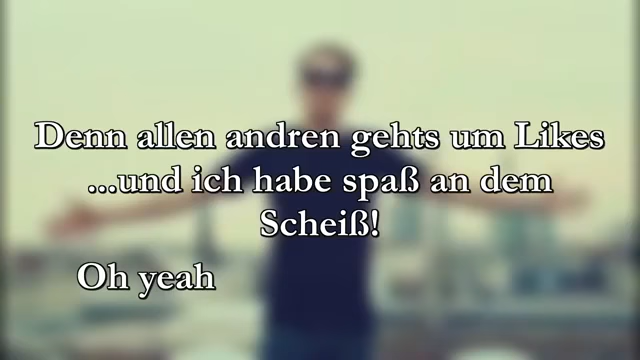 Denn allen andren gehts um Likes
...und ich habe spaß an dem
Scheiß!
Oh yeah